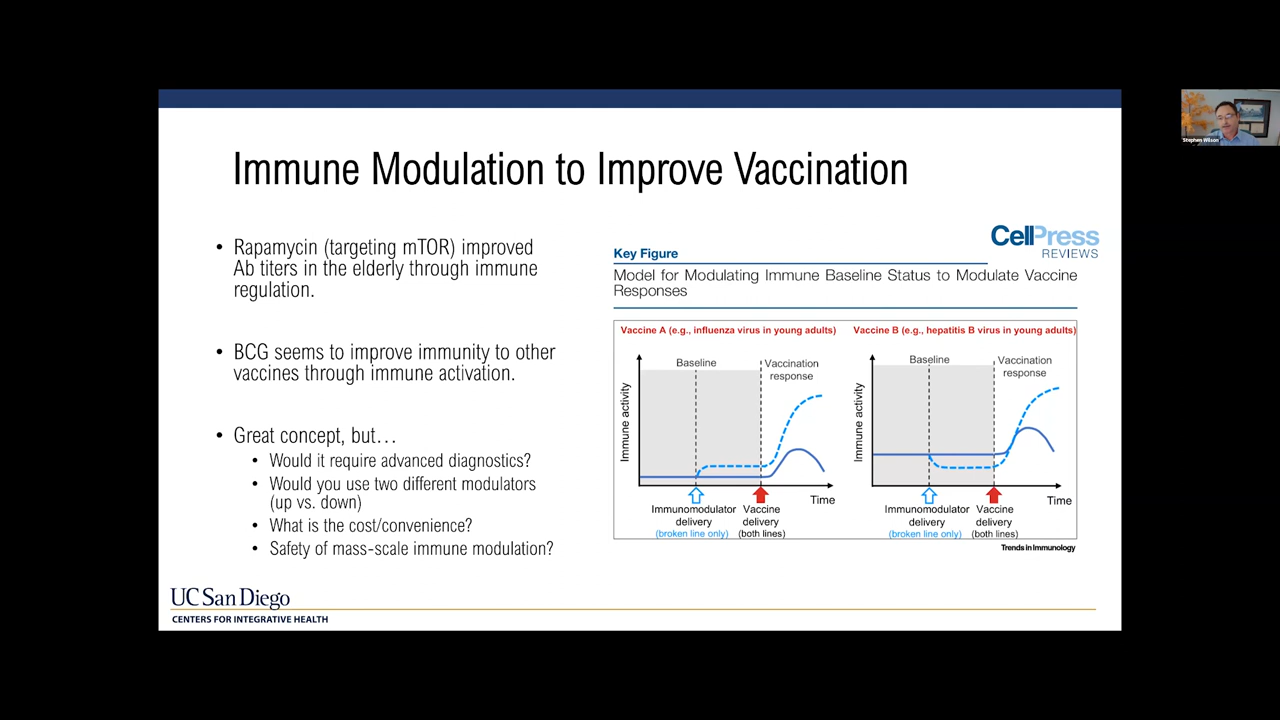 Immune Modulation to Improve Vaccination
• Rapamycin (targeting mTOR) improved
Ab titers in the elderly through immune
regulation.
• BCG seems to improve immunity to other
vaccines through immune activation.
• Great concept, but…
• Would it require advanced diagnostics?
• Would you use two different modulators
(up vs. down)
• What is the cost/convenience?
• Safety of mass-scale immune modulation?
CellPress
REVIEWS
Key Figure
Model for Modulating Immune Baseline Status to Modulate Vaccine
Responses
Vaccine A (e.g., influenza virus in young adults)
Baseline
Vaccination
response
Immune activity
Time
Immunomodulator
delivery
(broken line only)
Vaccine
delivery
(both lines)
Vaccine B (e.g., hepatitis B virus in young adults)
Baseline
Vaccination
response
Immune activity
Time
Immunomodulator
delivery
(broken line only)
Vaccine
delivery
(both lines)
Trends in Immunology
UC San Diego
CENTERS FOR INTEGRATIVE HEALTH
Stephen Wilson